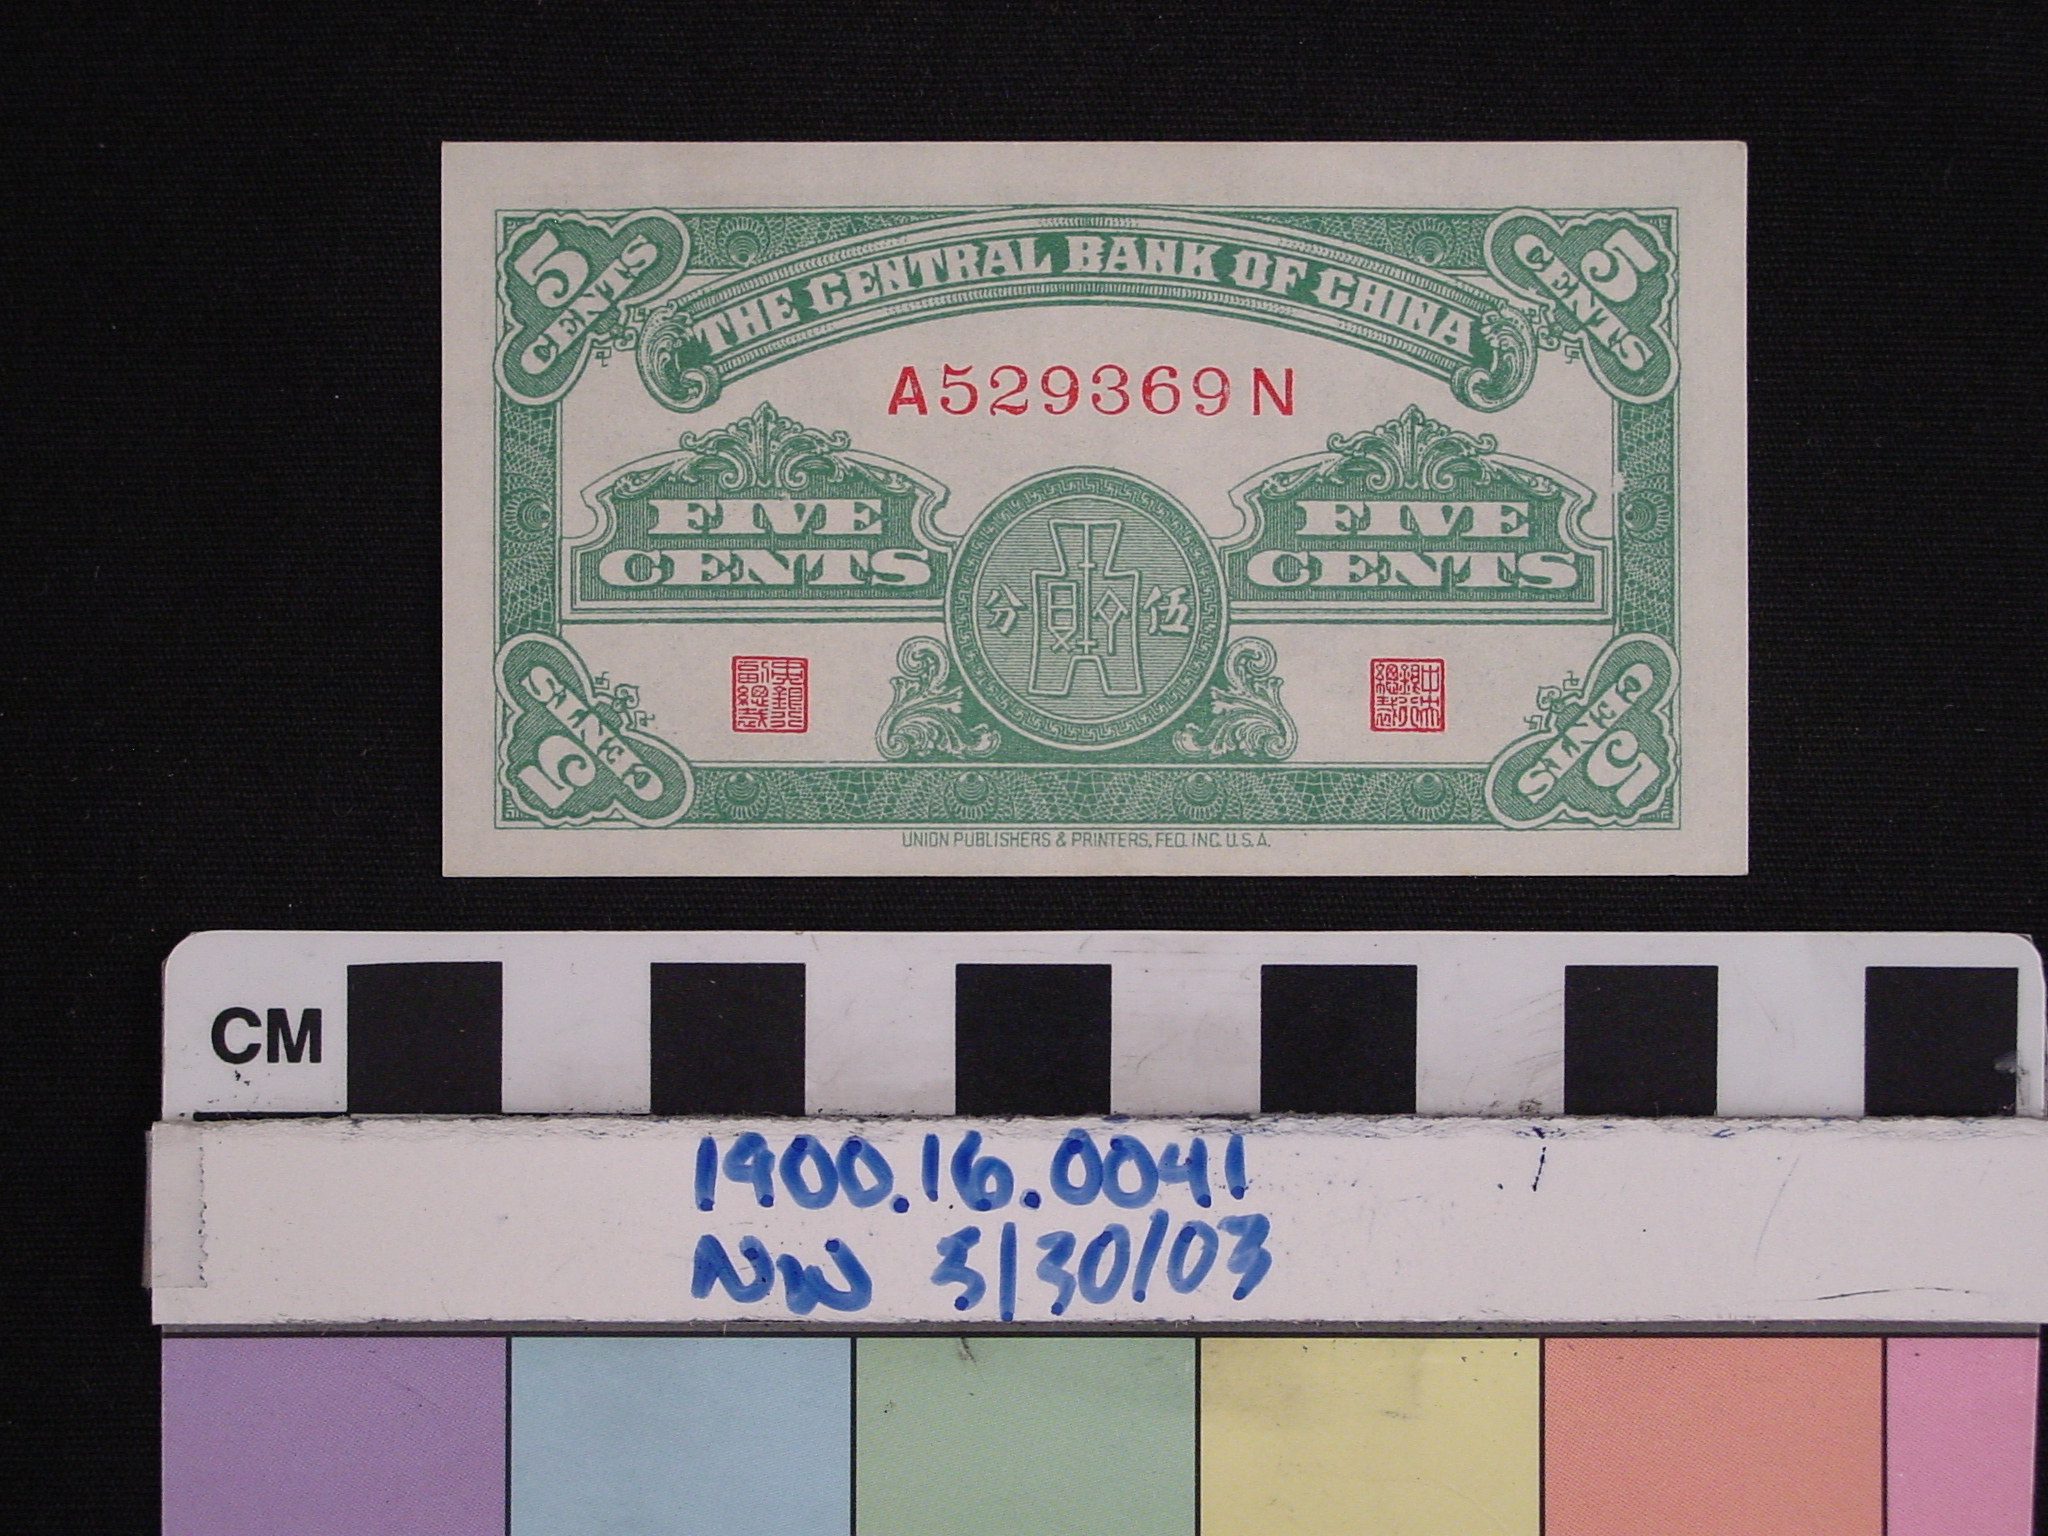 5 CENTS
THE CENTRAL BANK OF CHINA
5 CENTS
A529369N
FIVE CENTS
分 伍
FIVE CENTS
5 CENTS
5 CENTS
UNION PUBLISHERS & PRINTERS, FED. INC. U.S.A.
CM
1900.16.0041
NW 5/30/03